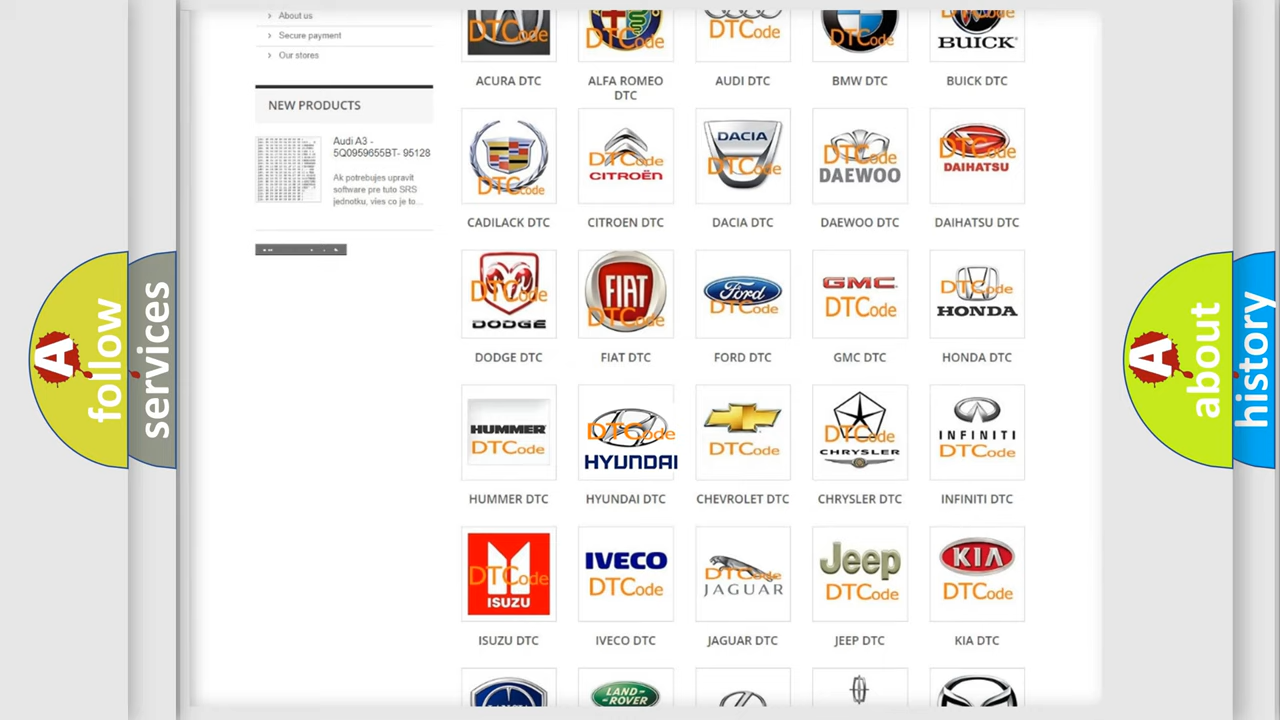 About us
Secure payment
Our stores
NEW PRODUCTS
Audi A3 -
5Q0959655BT- 95128
Ak potrebujes upravit
software pre tuto SRS
jednotku, vies co je to...
DTCode
DTCode
DTCode
DTCode
BUICK
ACURA DTC
ALFA ROMEO
DTC
AUDI DTC
BMW DTC
BUICK DTC
DTCode
DTCode
CITROËN
DACIA
DTCode
DTCode
DAEWOO
DTCode
DAIHATSU
CADILACK DTC
CITROEN DTC
DACIA DTC
DAEWOO DTC
DAIHATSU DTC
DTCode
DODGE
FIAT
DTCode
Ford
DTCode
GMC
DTCode
DTCode
HONDA
DODGE DTC
FIAT DTC
FORD DTC
GMC DTC
HONDA DTC
HUMMER
DTCode
DTCode
HYUNDAI
DTCode
DTCode
CHRYSLER
INFINITI
DTCode
HUMMER DTC
HYUNDAI DTC
CHEVROLET DTC
CHRYSLER DTC
INFINITI DTC
DTCode
ISUZU
IVECO
DTCode
DTCode
JAGUAR
Jeep
DTCode
KIA
DTCode
ISUZU DTC
IVECO DTC
JAGUAR DTC
JEEP DTC
KIA DTC
LAND-
ROVER
A
follow
services
A
about
history